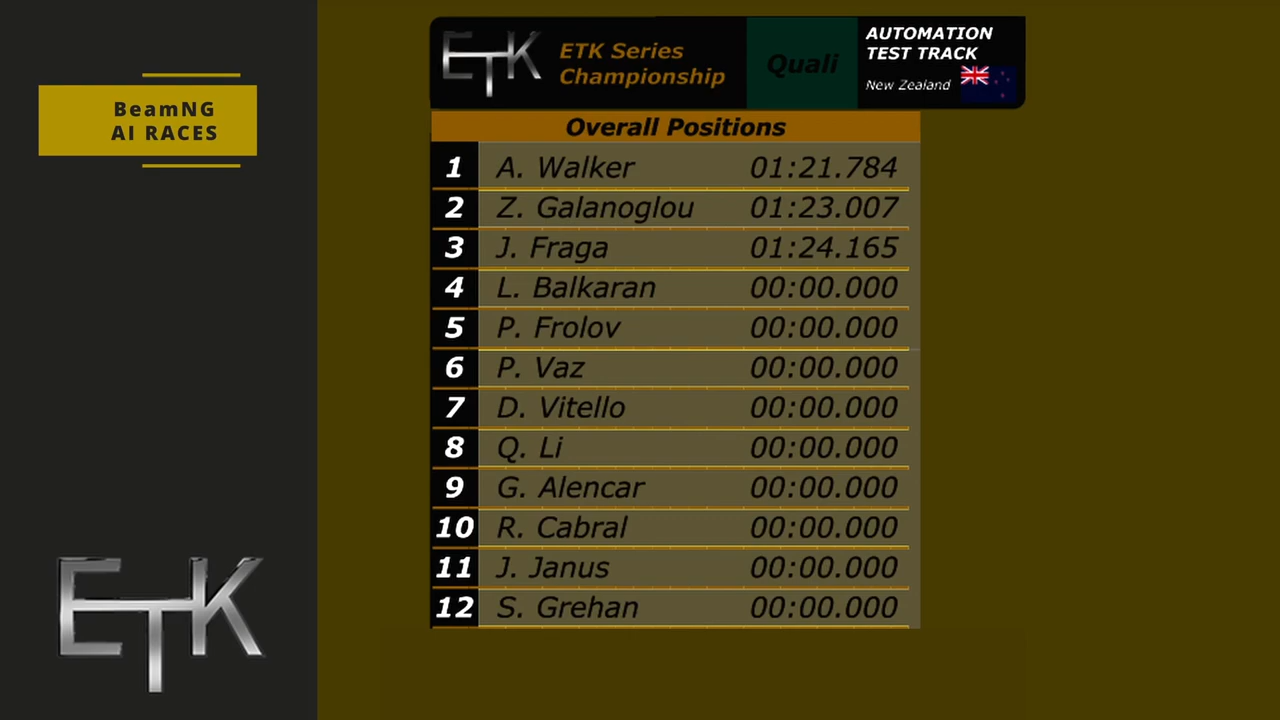 BeamNG
AI RACES
ETK
ETK Series
Championship
Quali
AUTOMATION
TEST TRACK
New Zealand
Overall Positions
1 A. Walker 01:21.784
2 Z. Galanoglou 01:23.007
3 J. Fraga 01:24.165
4 L. Balkaran 00:00.000
5 P. Frolov 00:00.000
6 P. Vaz 00:00.000
7 D. Vitello 00:00.000
8 Q. Li 00:00.000
9 G. Alencar 00:00.000
10 R. Cabral 00:00.000
11 J. Janus 00:00.000
12 S. Grehan 00:00.000
ETK